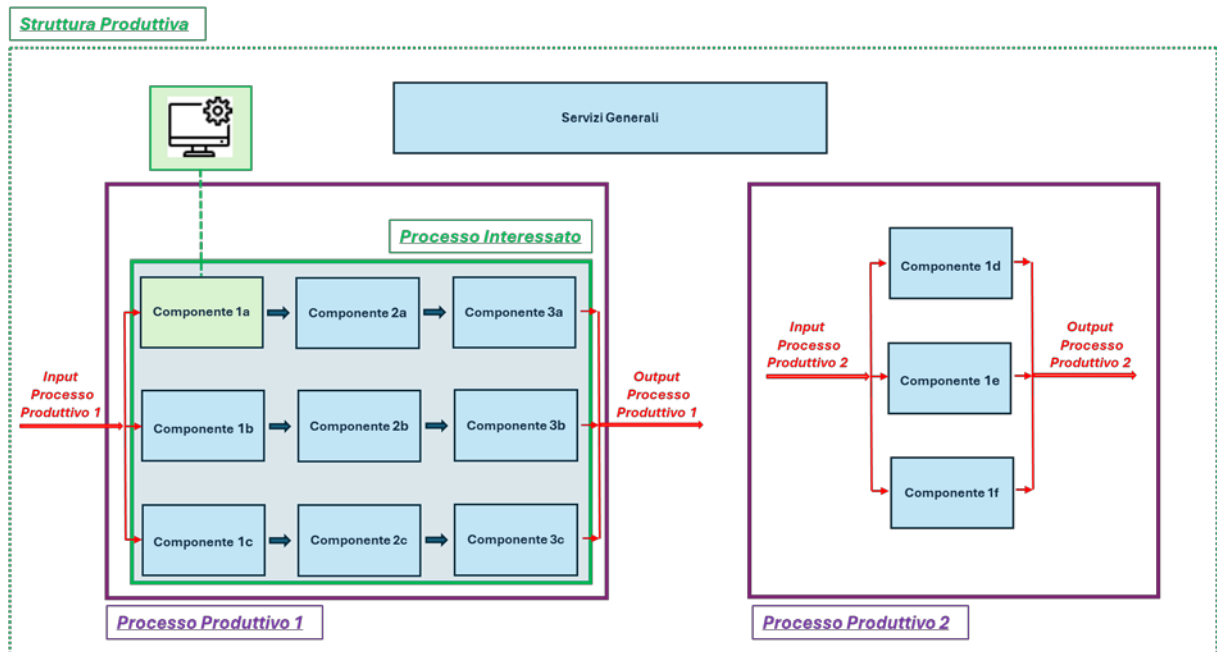 Struttura Produttiva
Servizi Generali
Processo Interessato
Componente 1a
Componente 2a
Componente 3a
Input
Processo
Produttivo 1
Componente 1b
Componente 2b
Componente 3b
Output
Processo
Produttivo 1
Componente 1c
Componente 2c
Componente 3c
Processo Produttivo 1
Componente 1d
Input
Processo
Produttivo 2
Componente 1e
Output
Processo
Produttivo 2
Componente 1f
Processo Produttivo 2